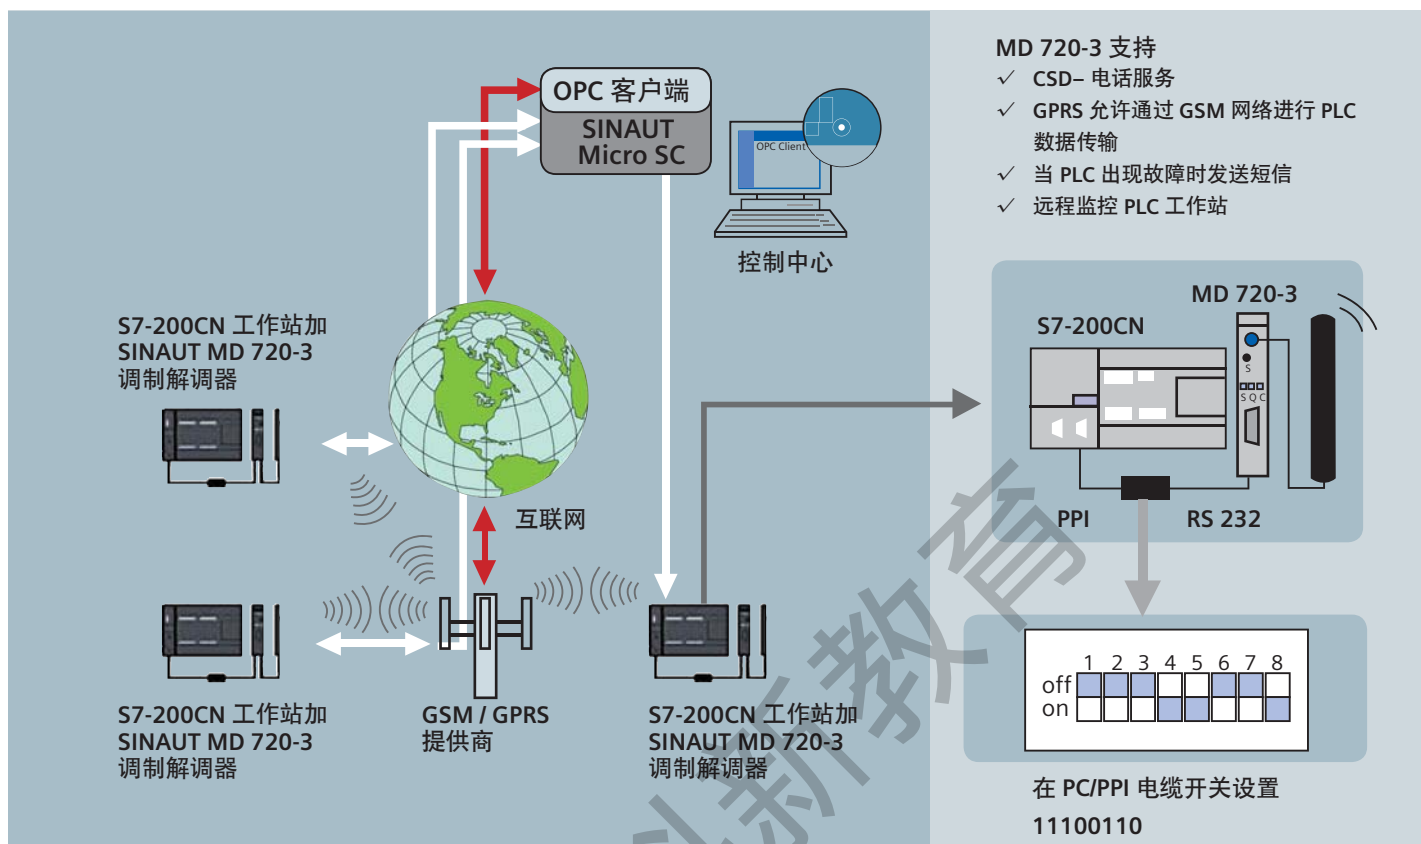 OPC 客户端
SINAUT
Micro SC
OPC Client
控制中心
S7-200CN 工作站加
SINAUT MD 720-3
调制解调器
互联网
S7-200CN 工作站加
SINAUT MD 720-3
调制解调器
GSM / GPRS
提供商
S7-200CN 工作站加
SINAUT MD 720-3
调制解调器
MD 720-3 支持
✓ CSD– 电话服务
✓ GPRS 允许通过 GSM 网络进行 PLC
数据传输
✓ 当 PLC 出现故障时发送短信
✓ 远程监控 PLC 工作站
MD 720-3
S7-200CN
S
S Q C
PPI
RS 232
1 2 3 4 5 6 7 8
off
on
在 PC/PPI 电缆开关设置
11100110
新教育